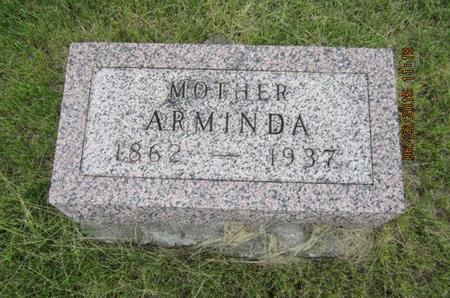 MOTHER
ARMINDA
1862 — 1937